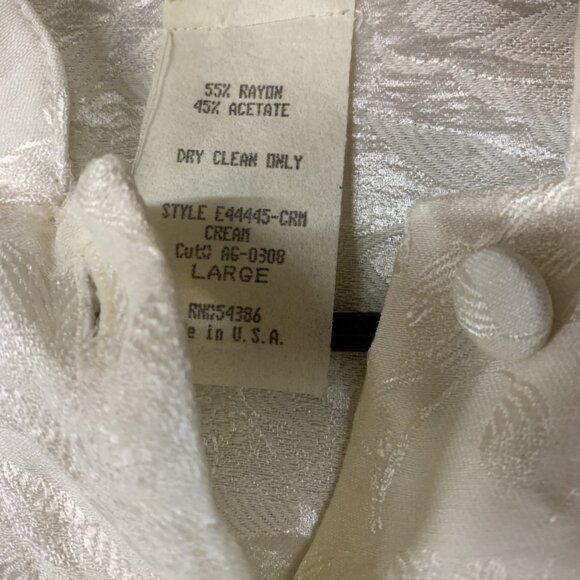 55% RAYON
45% ACETATE
DRY CLEAN ONLY
STYLE E44445-CRM
CREAM
Cut# AG-0308
LARGE
RN#54386
e in U.S.A.